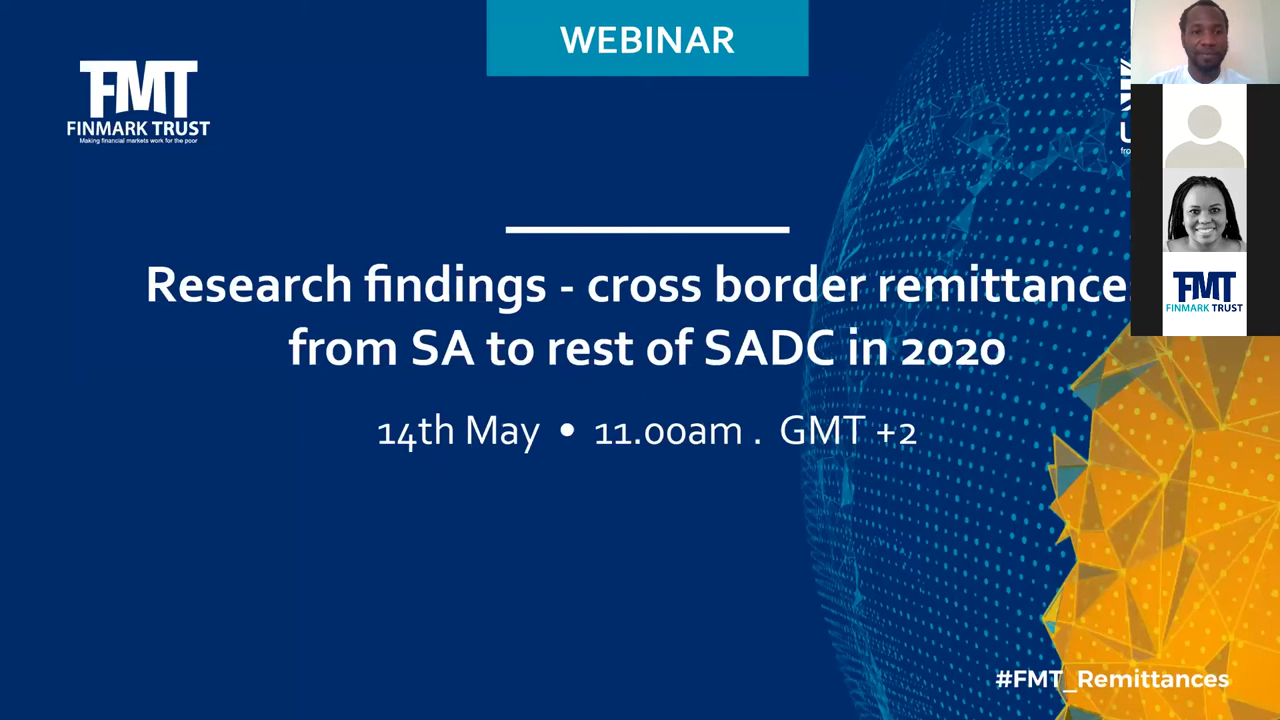 WEBINAR
FMT
FINMARK TRUST
Making financial markets work for the poor
Research findings - cross border remittance
from SA to rest of SADC in 2020
14th May • 11.00am . GMT +2
FMT
FINMARK TRUST
#FMT_Remittances